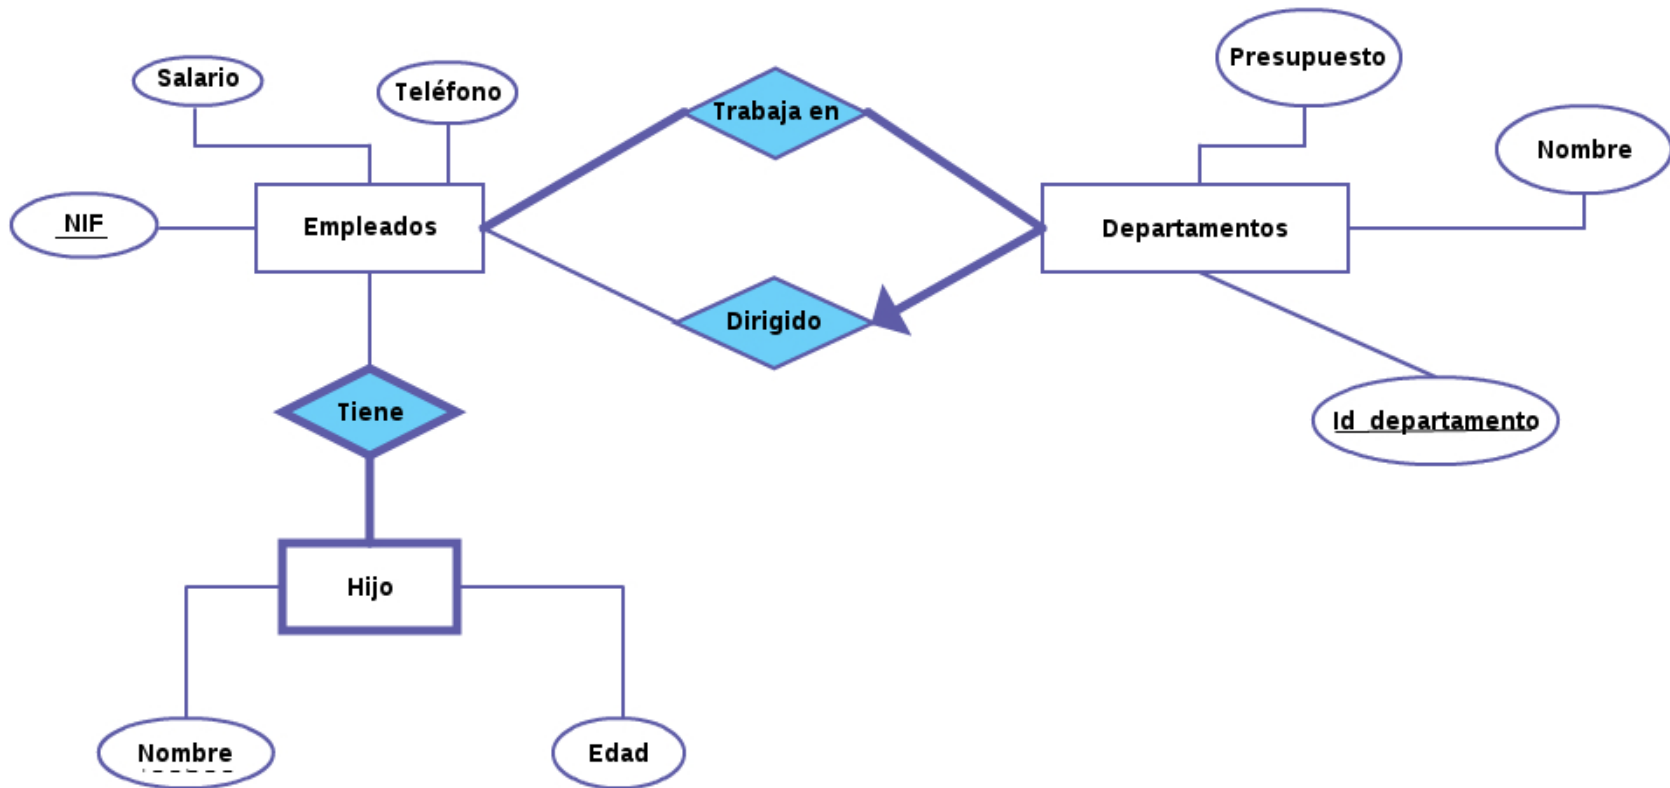 Presupuesto
Salario
Teléfono
Trabaja en
Nombre
NIF
Empleados
Departamentos
Dirigido
Tiene
Id_departamento
Hijo
Nombre
Edad